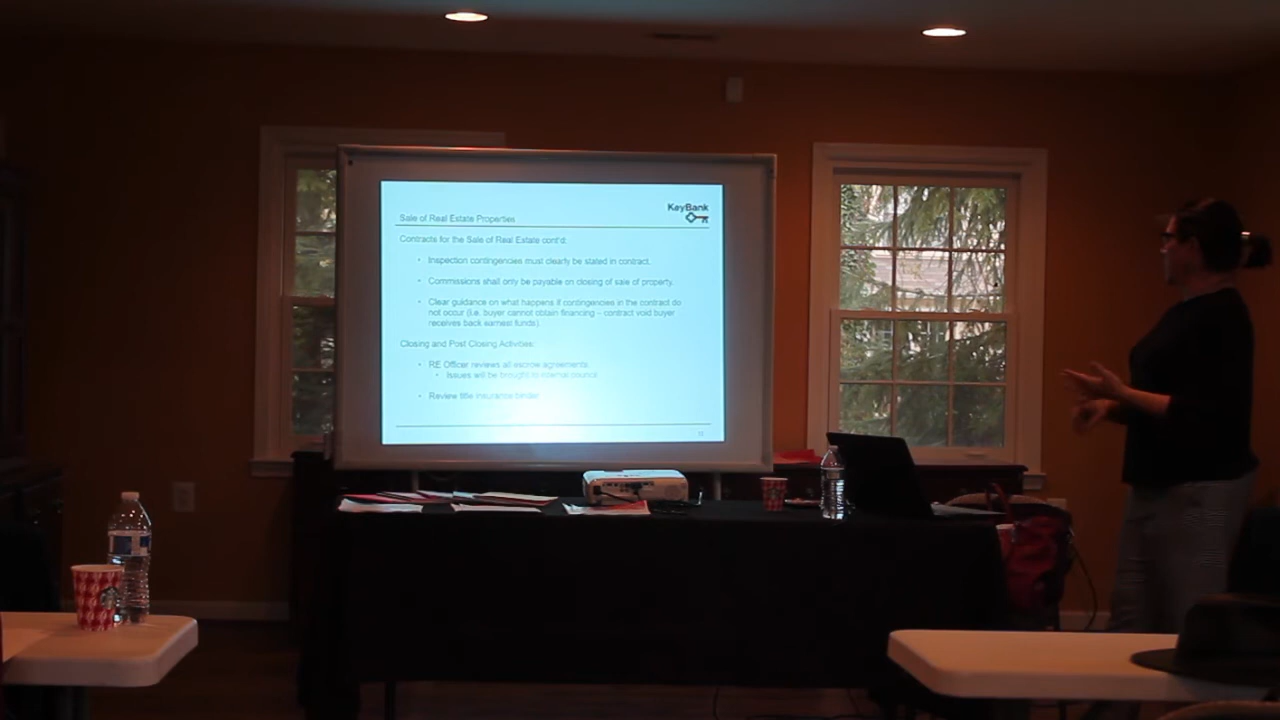 KeyBank
Sale of Real Estate Properties
Contracts for the Sale of Real Estate cont'd:
• Inspection contingencies must clearly be stated in contract.
• Commissions shall only be payable on closing of sale of property.
• Clear guidance on what happens if contingencies in the contract do
not occur (i.e. buyer cannot obtain financing – contract void buyer
receives back earnest funds).
Closing and Post Closing Activities:
• RE Officer reviews all escrow agreements
• Issues will be brought to internal council
• Review title insurance binder